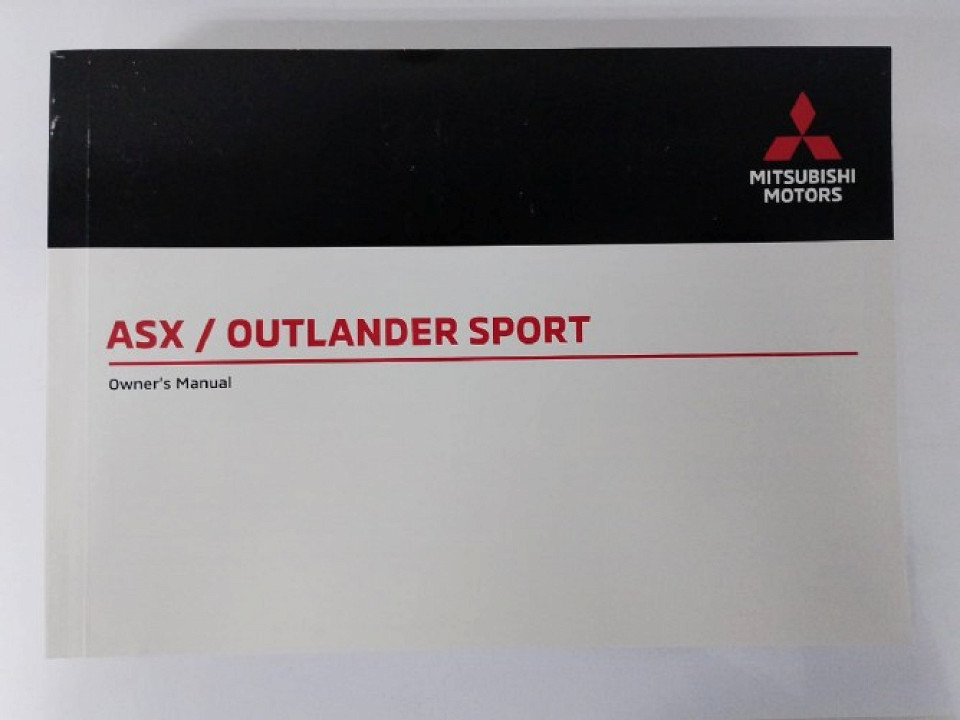 MITSUBISHI
MOTORS
ASX / OUTLANDER SPORT
Owner's Manual